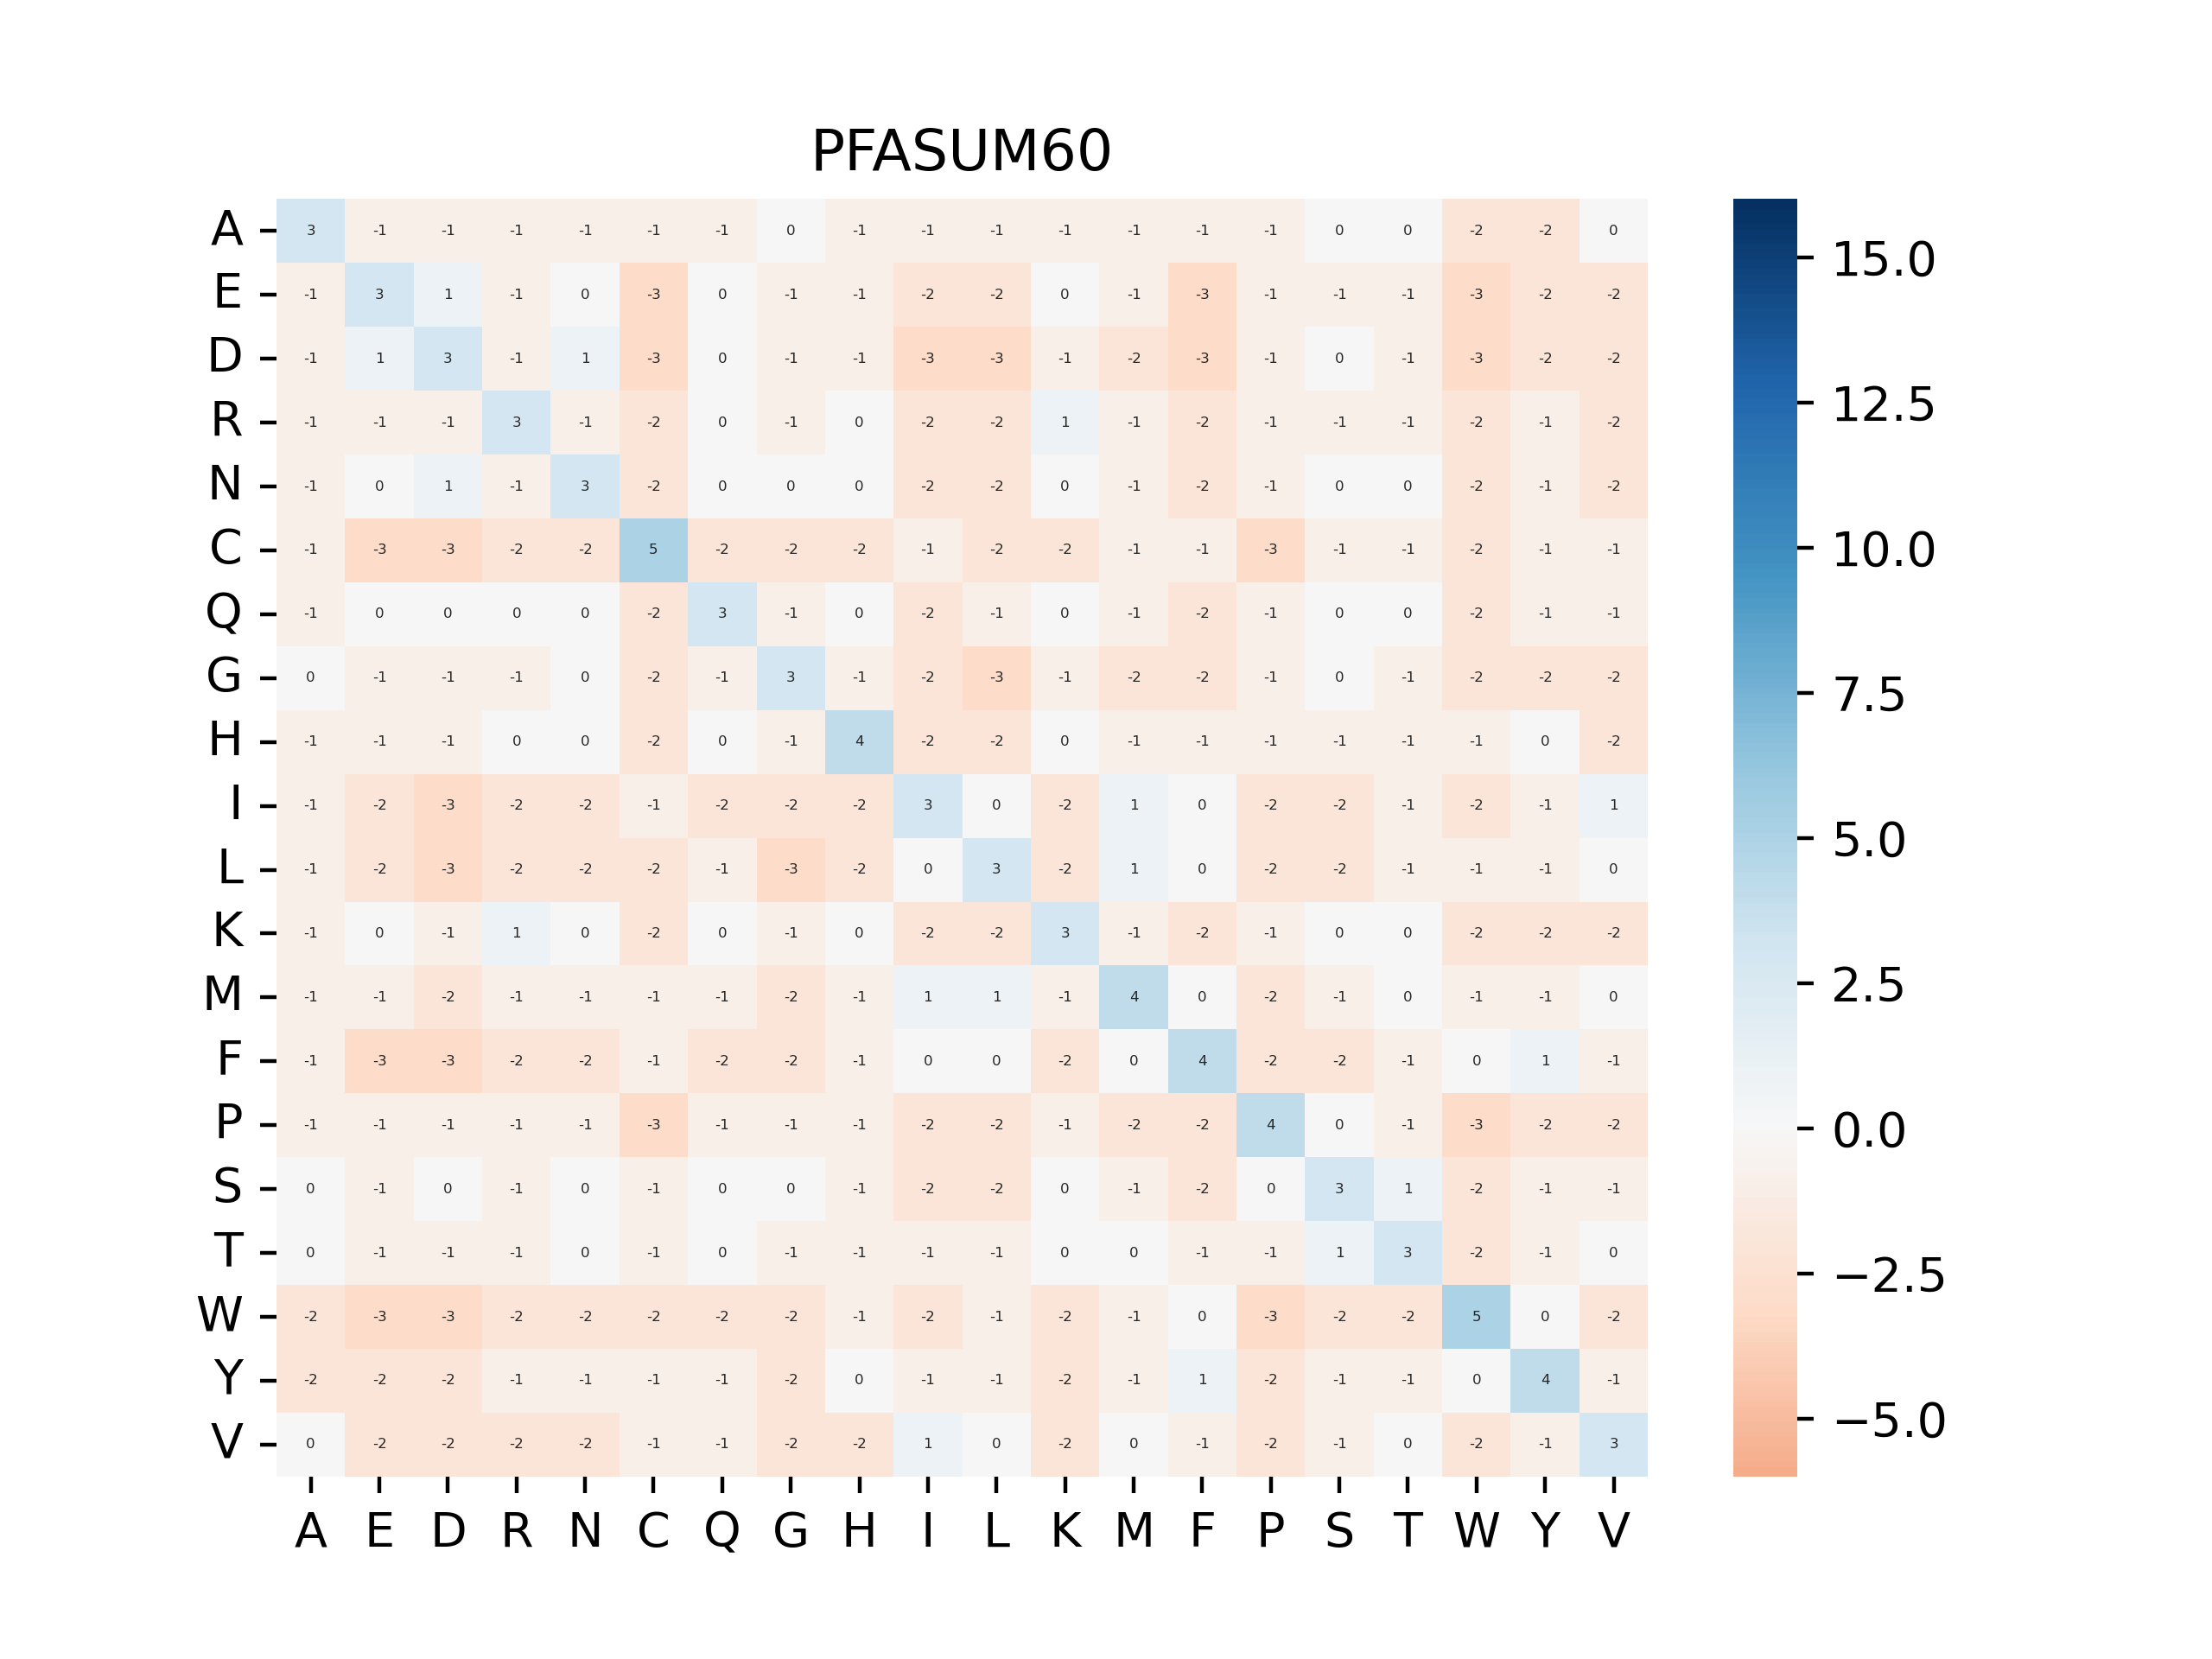 PFASUM60
A 3 -1 -1 -1 -1 -1 -1 0 -1 -1 -1 -1 -1 -1 -1 0 0 -2 -2 0
E -1 3 1 -1 0 -3 0 -1 -1 -2 -2 0 -1 -3 -1 -1 -1 -3 -2 -2
D -1 1 3 -1 1 -3 0 -1 -1 -3 -3 -1 -2 -3 -1 0 -1 -3 -2 -2
R -1 -1 -1 3 -1 -2 0 -1 0 -2 -2 1 -1 -2 -1 -1 -1 -2 -1 -2
N -1 0 1 -1 3 -2 0 0 0 -2 -2 0 -1 -2 -1 0 0 -2 -1 -2
C -1 -3 -3 -2 -2 5 -2 -2 -2 -1 -2 -2 -1 -1 -3 -1 -1 -2 -1 -1
Q -1 0 0 0 0 -2 3 -1 0 -2 -1 0 -1 -2 -1 0 0 -2 -1 -1
G 0 -1 -1 -1 0 -2 -1 3 -1 -2 -3 -1 -2 -2 -1 0 -1 -2 -2 -2
H -1 -1 -1 0 0 -2 0 -1 4 -2 -2 0 -1 -1 -1 -1 -1 -1 0 -2
I -1 -2 -3 -2 -2 -1 -2 -2 -2 3 0 -2 1 0 -2 -2 -1 -2 -1 1
L -1 -2 -3 -2 -2 -2 -1 -3 -2 0 3 -2 1 0 -2 -2 -1 -1 -1 0
K -1 0 -1 1 0 -2 0 -1 0 -2 -2 3 -1 -2 -1 0 0 -2 -2 -2
M -1 -1 -2 -1 -1 -1 -1 -2 -1 1 1 -1 4 0 -2 -1 0 -1 -1 0
F -1 -3 -3 -2 -2 -1 -2 -2 -1 0 0 -2 0 4 -2 -2 -1 0 1 -1
P -1 -1 -1 -1 -1 -3 -1 -1 -1 -2 -2 -1 -2 -2 4 0 -1 -3 -2 -2
S 0 -1 0 -1 0 -1 0 0 -1 -2 -2 0 -1 -2 0 3 1 -2 -1 -1
T 0 -1 -1 -1 0 -1 0 -1 -1 -1 -1 0 0 -1 -1 1 3 -2 -1 0
W -2 -3 -3 -2 -2 -2 -2 -2 -1 -2 -1 -2 -1 0 -3 -2 -2 5 0 -2
Y -2 -2 -2 -1 -1 -1 -1 -2 0 -1 -1 -2 -1 1 -2 -1 -1 0 4 -1
V 0 -2 -2 -2 -2 -1 -1 -2 -2 1 0 -2 0 -1 -2 -1 0 -2 -1 3
A E D R N C Q G H I L K M F P S T W Y V
15.0
12.5
10.0
7.5
5.0
2.5
0.0
−2.5
−5.0